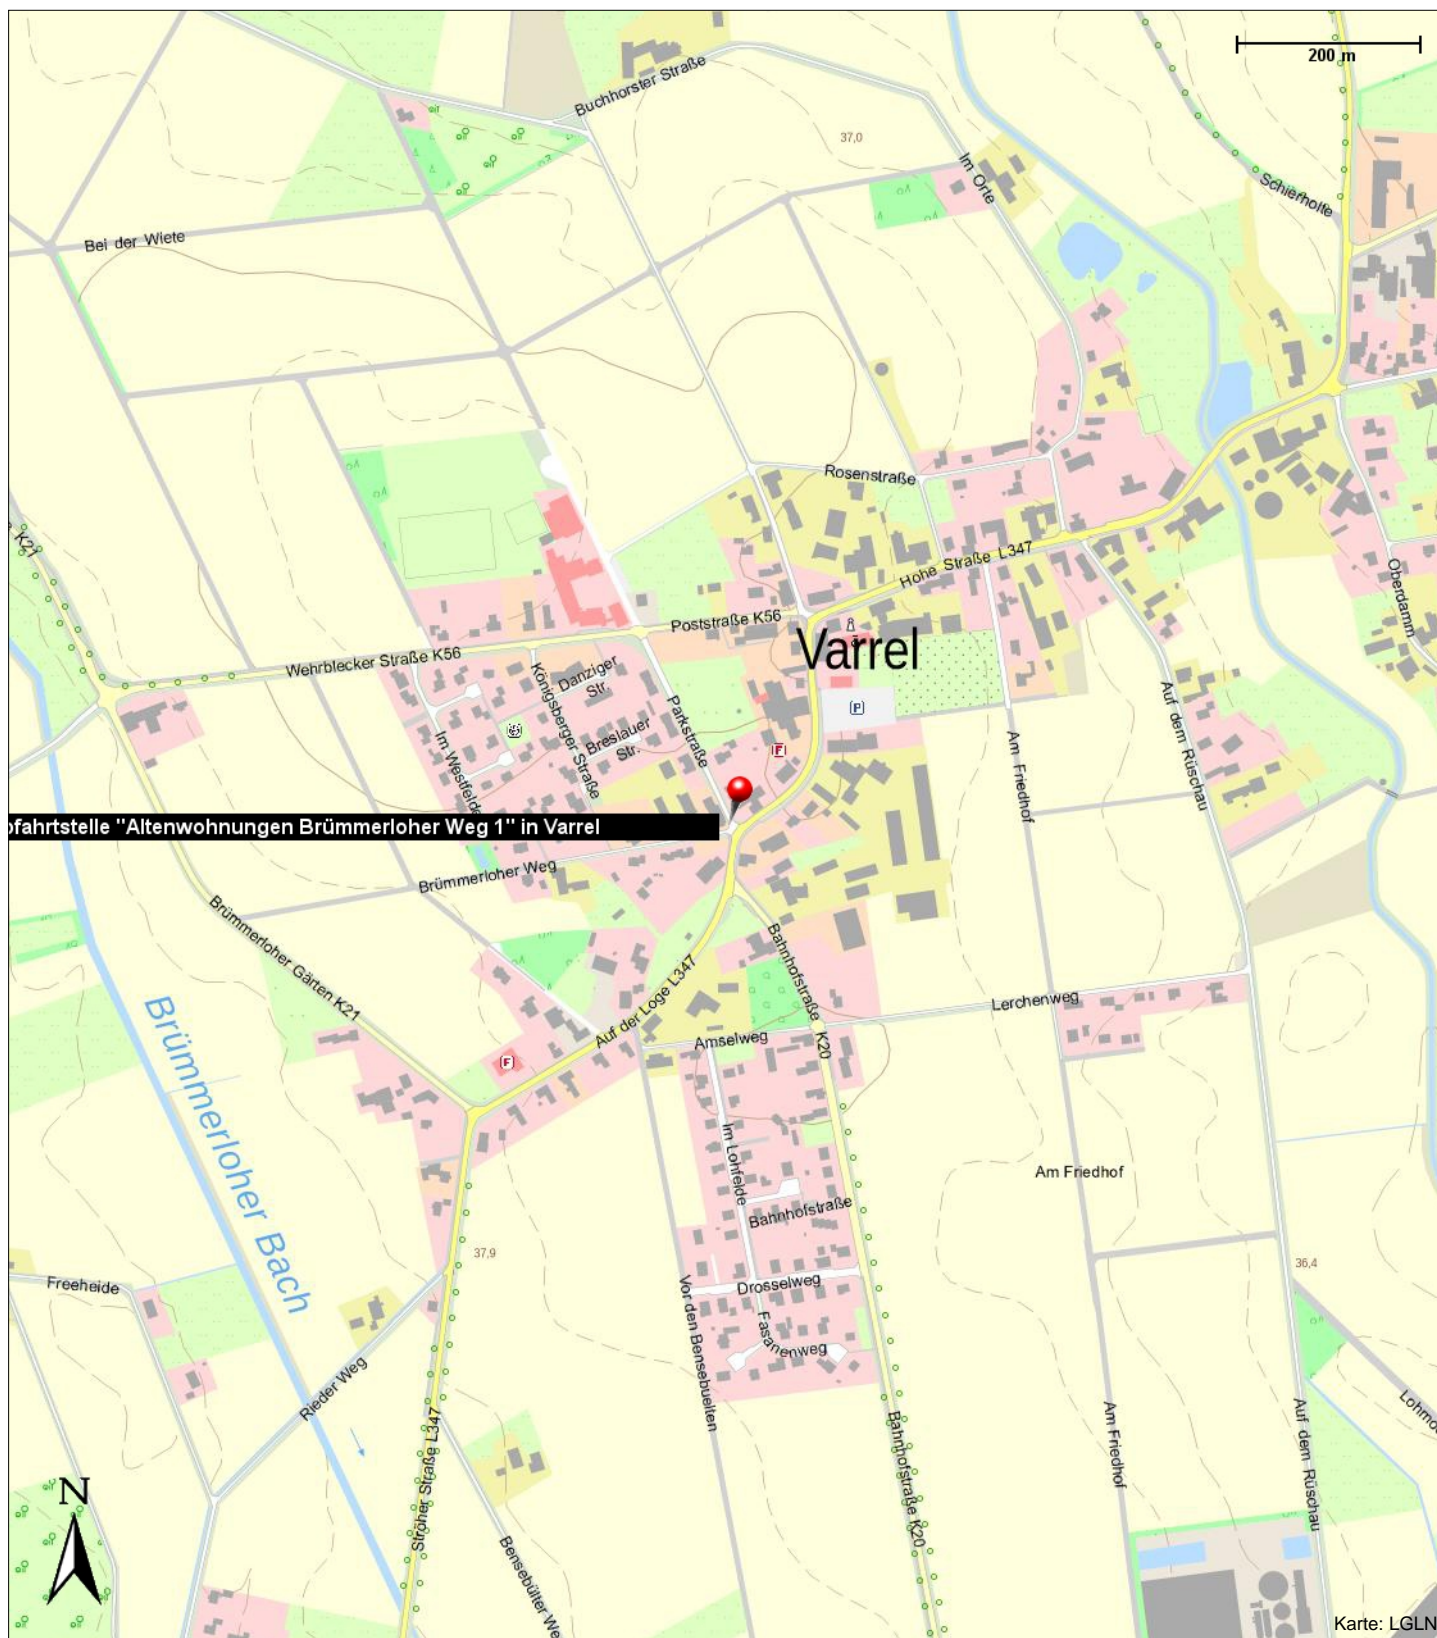 200 m
Buchhorster Straße
37,0
Im Orte
Schierholfe
Bei der Wiete
Rosenstraße
K21
Hohe Straße L347
Poststraße K56
Oberdamm
Varrel
Wehrblecker Straße K56
Danziger
Str.
Königsberger Straße
Parkstraße
P
Breslauer
Str.
Im Westfelde
F
Am Friedhof
Auf dem Rüschau
ofahrtstelle "Altenwohnungen Brümmerloher Weg 1" in Varrel
Brümmerloher Weg
Brümmerloher Gärten K21
Bahnhofstraße K20
Auf der Loge L347
Lerchenweg
Amselweg
F
Brümmerloher Bach
Im Lohfelde
Am Friedhof
Bahnhofstraße
37,9
36,4
Freeheide
Drosselweg
Vor den Bensebuelten
Fasanenweg
Rieder Weg
Lohmoo
Am Friedhof
Auf dem Rüschau
Ströher Straße L347
Bahnhofstraße K20
N
Bensebülter We
Karte: LGLN